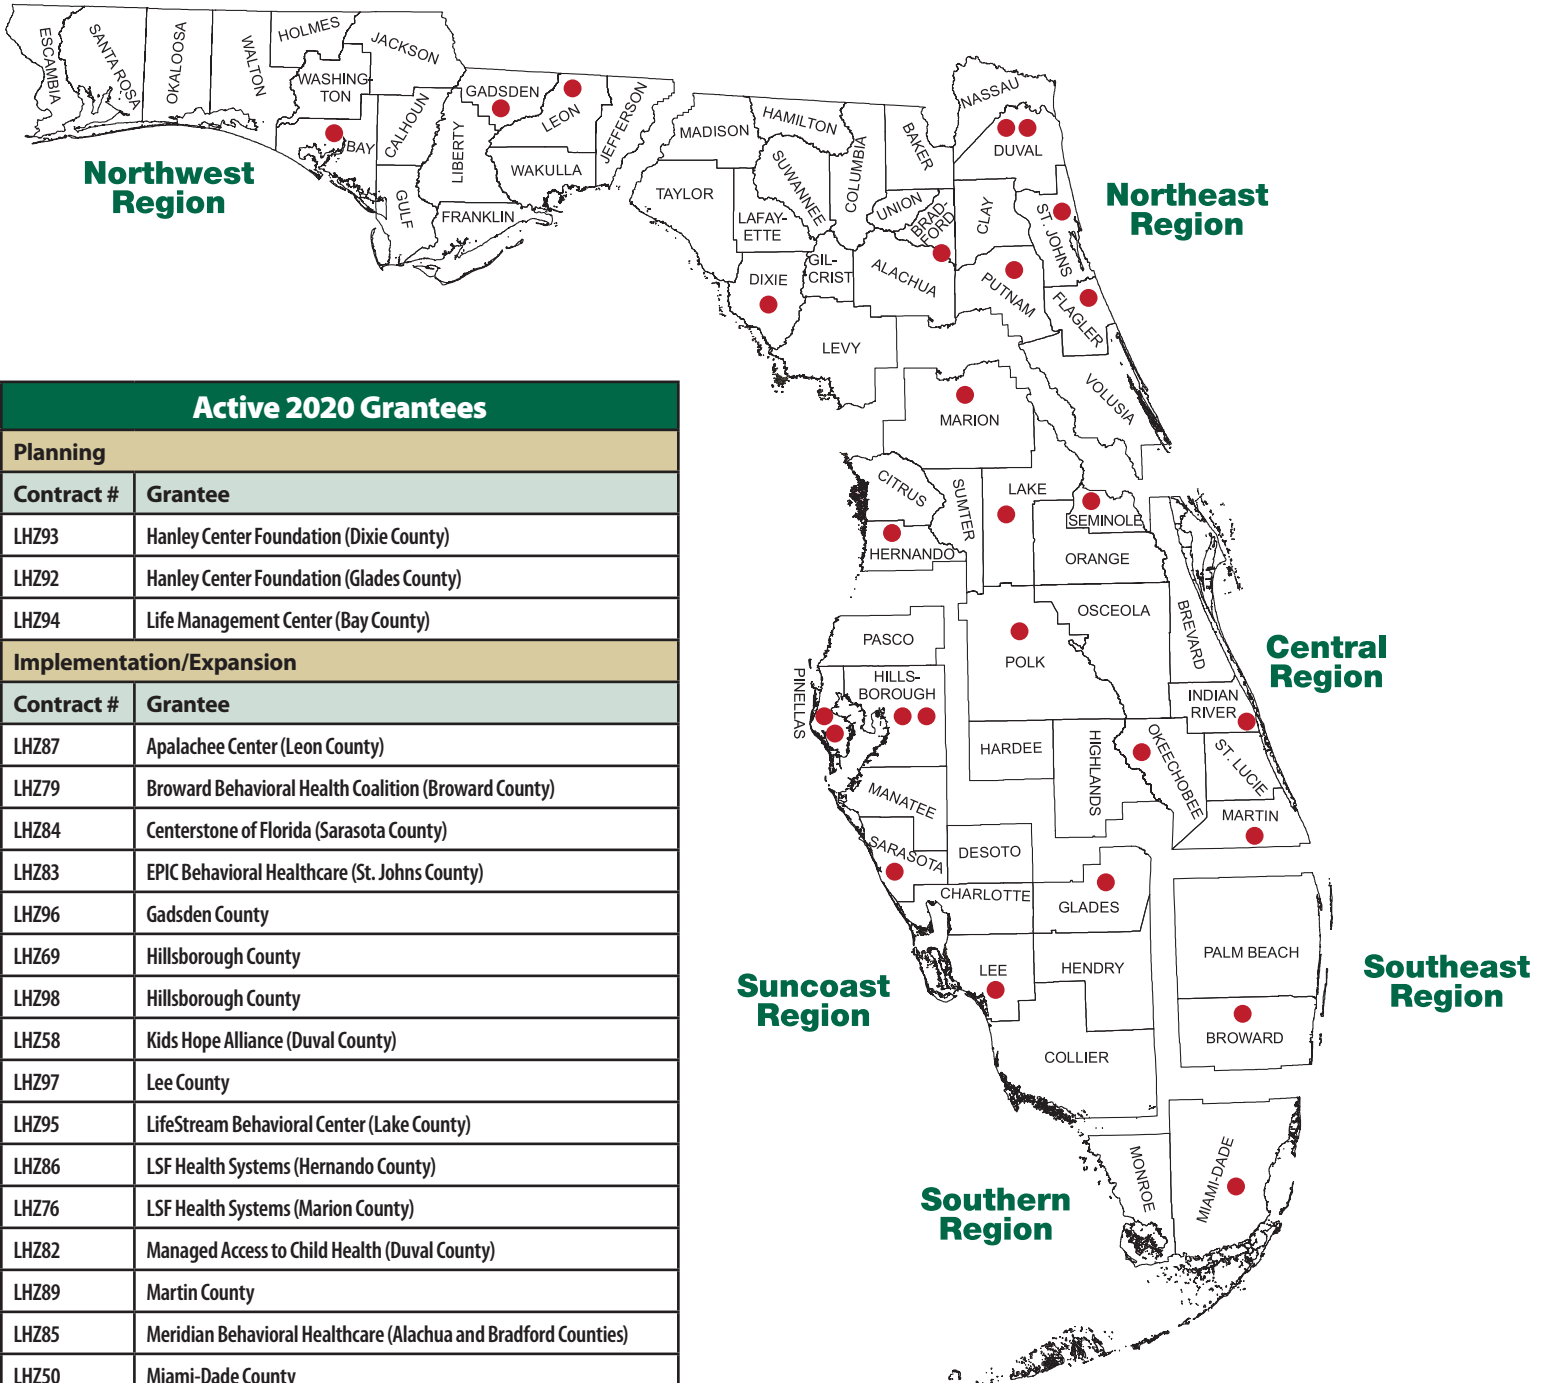 ESCAMBIA
SANTA ROSA
OKALOOSA
WALTON
HOLMES
JACKSON
WASHING-
TON
BAY
CALHOUN
GULF
LIBERTY
GADSDEN
LEON
JEFFERSON
WAKULLA
FRANKLIN
Northwest
Region
MADISON
HAMILTON
TAYLOR
SUWANNEE
LAFAY-
ETTE
COLUMBIA
BAKER
NASSAU
DUVAL
UNION
BRAD-
FORD
CLAY
ST. JOHNS
DIXIE
GIL-
CRIST
ALACHUA
PUTNAM
FLAGLER
LEVY
Northeast
Region
MARION
VOLUSIA
CITRUS
SUMTER
LAKE
SEMINOLE
HERNANDO
ORANGE
OSCEOLA
BREVARD
PASCO
POLK
Central
Region
PINELLAS
HILLS-
BOROUGH
INDIAN
RIVER
HARDEE
HIGHLANDS
OKEECHOBEE
ST. LUCIE
MANATEE
MARTIN
SARASOTA
DESOTO
CHARLOTTE
GLADES
PALM BEACH
LEE
HENDRY
Suncoast
Region
Southeast
Region
BROWARD
COLLIER
MONROE
MIAMI-DADE
Southern
Region
Active 2020 Grantees
Planning
Contract # Grantee
LHZ93 Hanley Center Foundation (Dixie County)
LHZ92 Hanley Center Foundation (Glades County)
LHZ94 Life Management Center (Bay County)
Implementation/Expansion
Contract # Grantee
LHZ87 Apalachee Center (Leon County)
LHZ79 Broward Behavioral Health Coalition (Broward County)
LHZ84 Centerstone of Florida (Sarasota County)
LHZ83 EPIC Behavioral Healthcare (St. Johns County)
LHZ96 Gadsden County
LHZ69 Hillsborough County
LHZ98 Hillsborough County
LHZ58 Kids Hope Alliance (Duval County)
LHZ97 Lee County
LHZ95 LifeStream Behavioral Center (Lake County)
LHZ86 LSF Health Systems (Hernando County)
LHZ76 LSF Health Systems (Marion County)
LHZ82 Managed Access to Child Health (Duval County)
LHZ89 Martin County
LHZ85 Meridian Behavioral Healthcare (Alachua and Bradford Counties)
LHZ50 Miami-Dade County